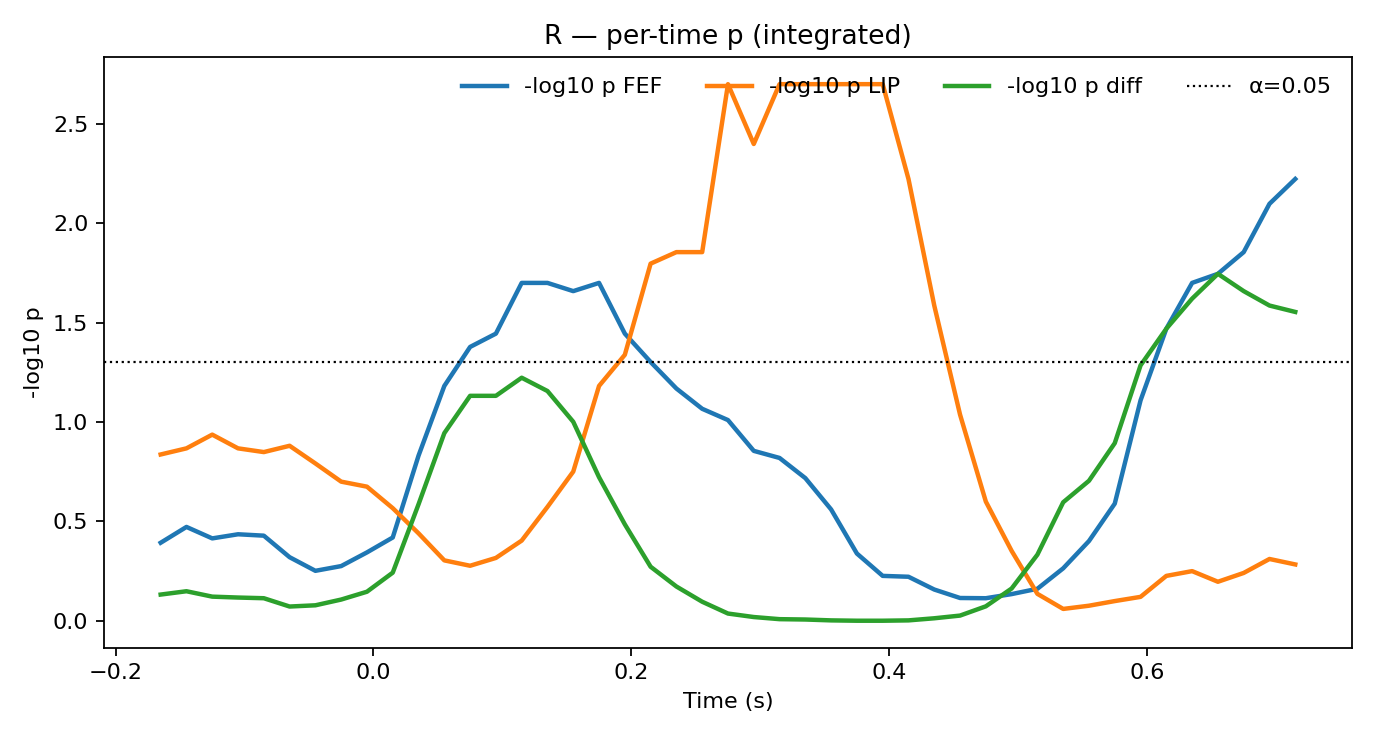 R — per-time p (integrated)
-log10 p FEF
-log10 p LIP
-log10 p diff
α=0.05
-log10 p
2.5
2.0
1.5
1.0
0.5
0.0
−0.2
0.0
0.2
0.4
0.6
Time (s)